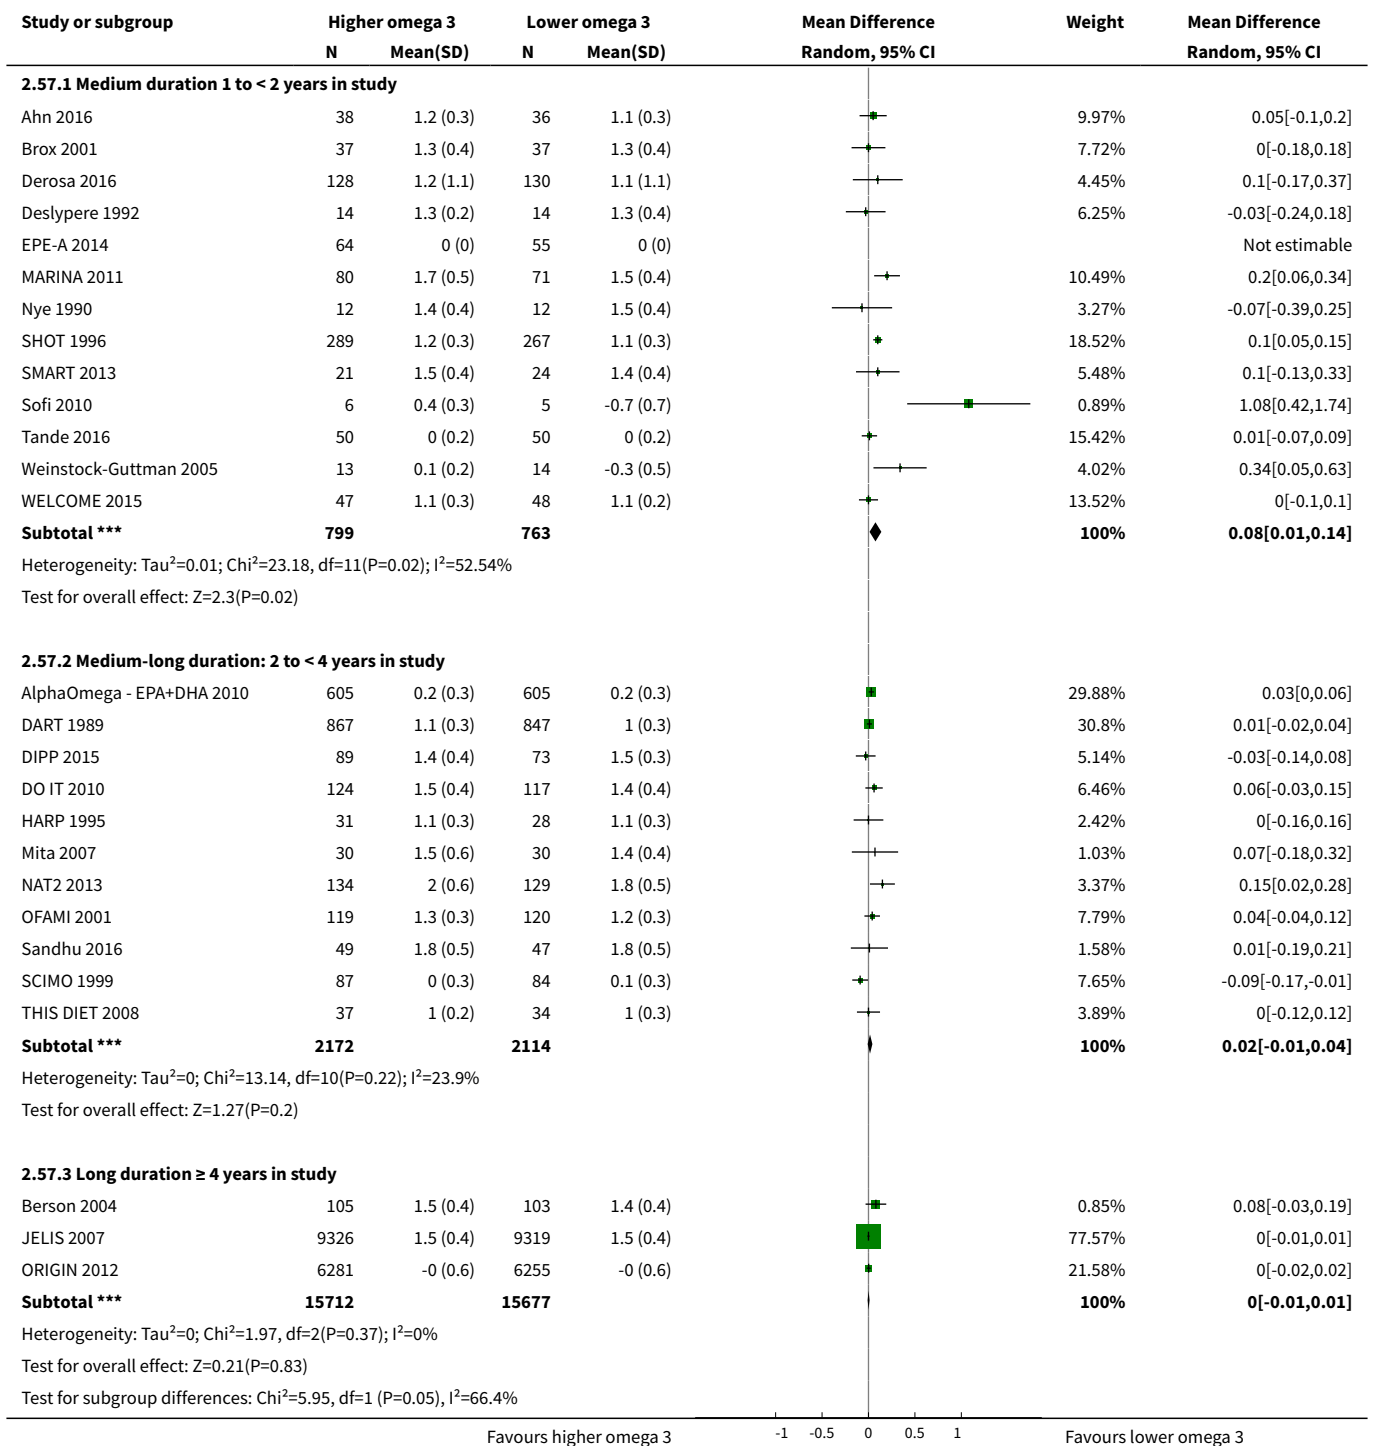 Study or subgroup Higher omega 3 Lower omega 3 Mean Difference Weight Mean Difference
N Mean(SD) N Mean(SD) Random, 95% CI Random, 95% CI
2.57.1 Medium duration 1 to < 2 years in study
Ahn 2016 38 1.2 (0.3) 36 1.1 (0.3) 9.97% 0.05[-0.1,0.2]
Brox 2001 37 1.3 (0.4) 37 1.3 (0.4) 7.72% 0[-0.18,0.18]
Derosa 2016 128 1.2 (1.1) 130 1.1 (1.1) 4.45% 0.1[-0.17,0.37]
Deslypere 1992 14 1.3 (0.2) 14 1.3 (0.4) 6.25% -0.03[-0.24,0.18]
EPE-A 2014 64 0 (0) 55 0 (0) Not estimable
MARINA 2011 80 1.7 (0.5) 71 1.5 (0.4) 10.49% 0.2[0.06,0.34]
Nye 1990 12 1.4 (0.4) 12 1.5 (0.4) 3.27% -0.07[-0.39,0.25]
SHOT 1996 289 1.2 (0.3) 267 1.1 (0.3) 18.52% 0.1[0.05,0.15]
SMART 2013 21 1.5 (0.4) 24 1.4 (0.4) 5.48% 0.1[-0.13,0.33]
Sofi 2010 6 0.4 (0.3) 5 -0.7 (0.7) 0.89% 1.08[0.42,1.74]
Tande 2016 50 0 (0.2) 50 0 (0.2) 15.42% 0.01[-0.07,0.09]
Weinstock-Guttman 2005 13 0.1 (0.2) 14 -0.3 (0.5) 4.02% 0.34[0.05,0.63]
WELCOME 2015 47 1.1 (0.3) 48 1.1 (0.2) 13.52% 0[-0.1,0.1]
Subtotal *** 799 763 100% 0.08[0.01,0.14]
Heterogeneity: Tau²=0.01; Chi²=23.18, df=11(P=0.02); I²=52.54%
Test for overall effect: Z=2.3(P=0.02)
2.57.2 Medium-long duration: 2 to < 4 years in study
AlphaOmega - EPA+DHA 2010 605 0.2 (0.3) 605 0.2 (0.3) 29.88% 0.03[0,0.06]
DART 1989 867 1.1 (0.3) 847 1 (0.3) 30.8% 0.01[-0.02,0.04]
DIPP 2015 89 1.4 (0.4) 73 1.5 (0.3) 5.14% -0.03[-0.14,0.08]
DO IT 2010 124 1.5 (0.4) 117 1.4 (0.4) 6.46% 0.06[-0.03,0.15]
HARP 1995 31 1.1 (0.3) 28 1.1 (0.3) 2.42% 0[-0.16,0.16]
Mita 2007 30 1.5 (0.6) 30 1.4 (0.4) 1.03% 0.07[-0.18,0.32]
NAT2 2013 134 2 (0.6) 129 1.8 (0.5) 3.37% 0.15[0.02,0.28]
OFAMI 2001 119 1.3 (0.3) 120 1.2 (0.3) 7.79% 0.04[-0.04,0.12]
Sandhu 2016 49 1.8 (0.5) 47 1.8 (0.5) 1.58% 0.01[-0.19,0.21]
SCIMO 1999 87 0 (0.3) 84 0.1 (0.3) 7.65% -0.09[-0.17,-0.01]
THIS DIET 2008 37 1 (0.2) 34 1 (0.3) 3.89% 0[-0.12,0.12]
Subtotal *** 2172 2114 100% 0.02[-0.01,0.04]
Heterogeneity: Tau²=0; Chi²=13.14, df=10(P=0.22); I²=23.9%
Test for overall effect: Z=1.27(P=0.2)
2.57.3 Long duration ≥ 4 years in study
Berson 2004 105 1.5 (0.4) 103 1.4 (0.4) 0.85% 0.08[-0.03,0.19]
JELIS 2007 9326 1.5 (0.4) 9319 1.5 (0.4) 77.57% 0[-0.01,0.01]
ORIGIN 2012 6281 -0 (0.6) 6255 -0 (0.6) 21.58% 0[-0.02,0.02]
Subtotal *** 15712 15677 100% 0[-0.01,0.01]
Heterogeneity: Tau²=0; Chi²=1.97, df=2(P=0.37); I²=0%
Test for overall effect: Z=0.21(P=0.83)
Test for subgroup differences: Chi²=5.95, df=1 (P=0.05), I²=66.4%
Favours higher omega 3 -1 -0.5 0 0.5 1 Favours lower omega 3